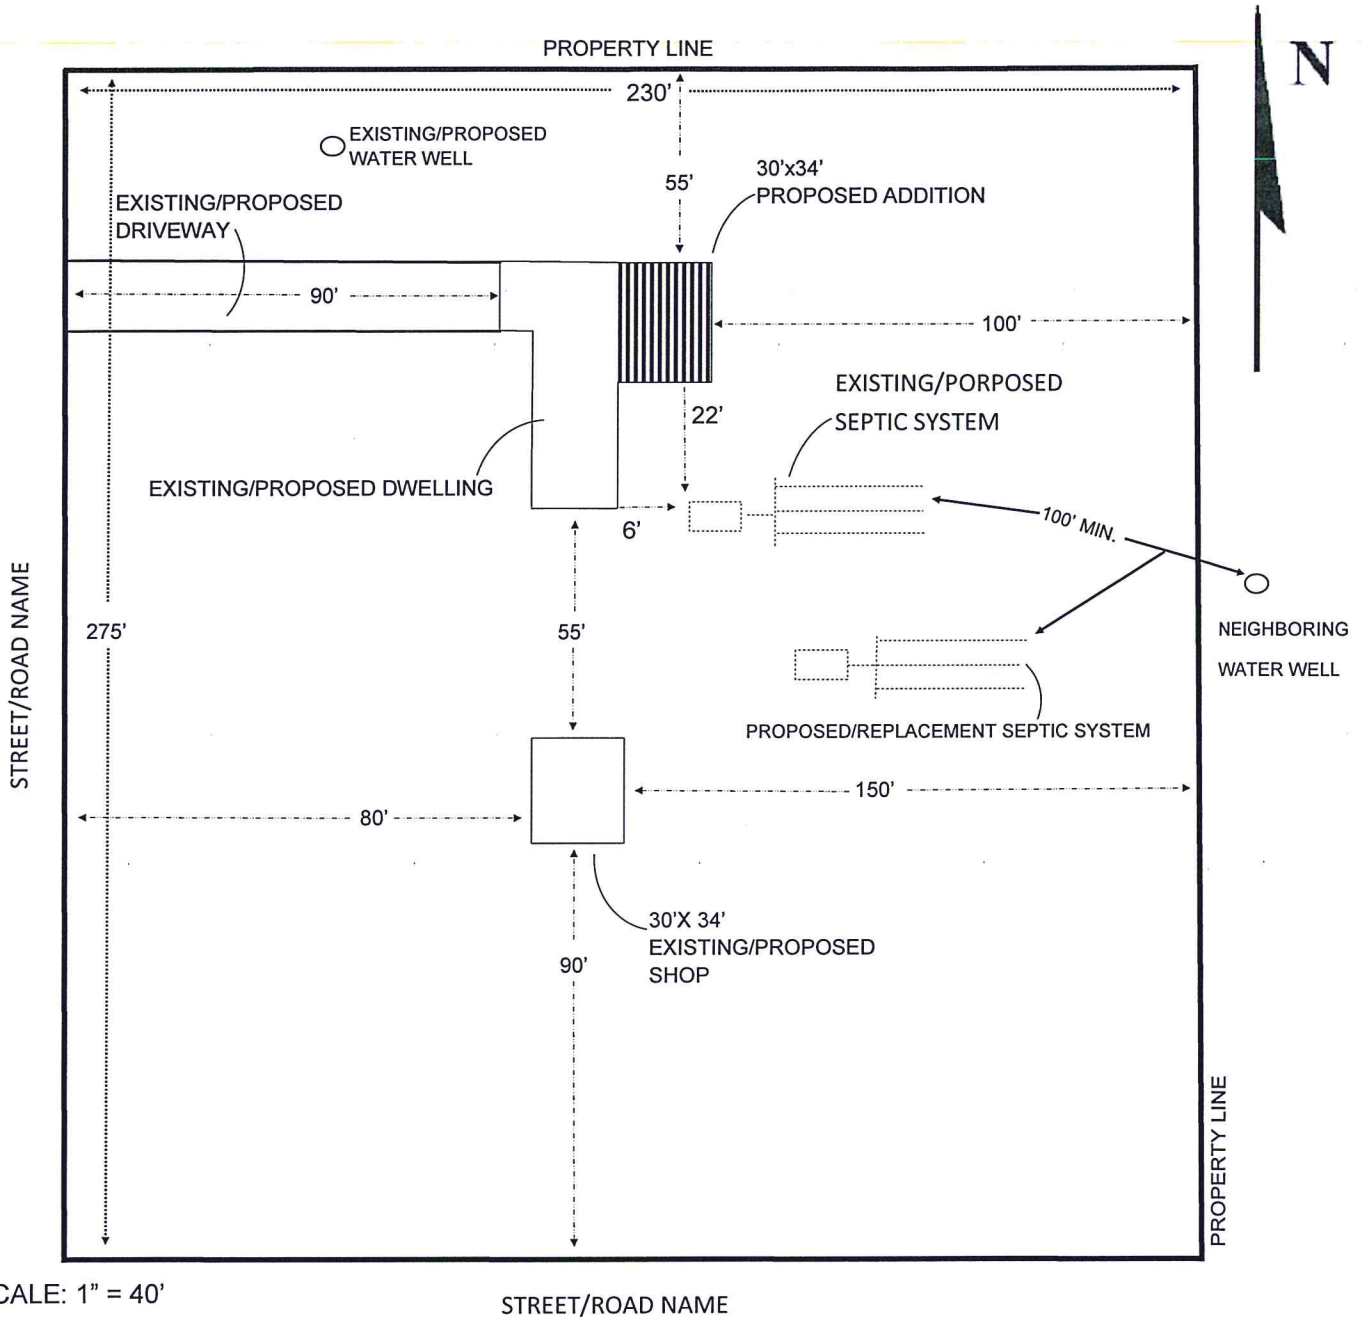 PROPERTY LINE
N
230'
EXISTING/PROPOSED
WATER WELL
55'
30'x34'
PROPOSED ADDITION
EXISTING/PROPOSED
DRIVEWAY
90'
100'
EXISTING/PORPOSED
SEPTIC SYSTEM
22'
EXISTING/PROPOSED DWELLING
6'
100' MIN.
STREET/ROAD NAME
275'
55'
NEIGHBORING
WATER WELL
PROPOSED/REPLACEMENT SEPTIC SYSTEM
150'
80'
30'X 34'
EXISTING/PROPOSED
SHOP
90'
PROPERTY LINE
CALE: 1" = 40'
STREET/ROAD NAME